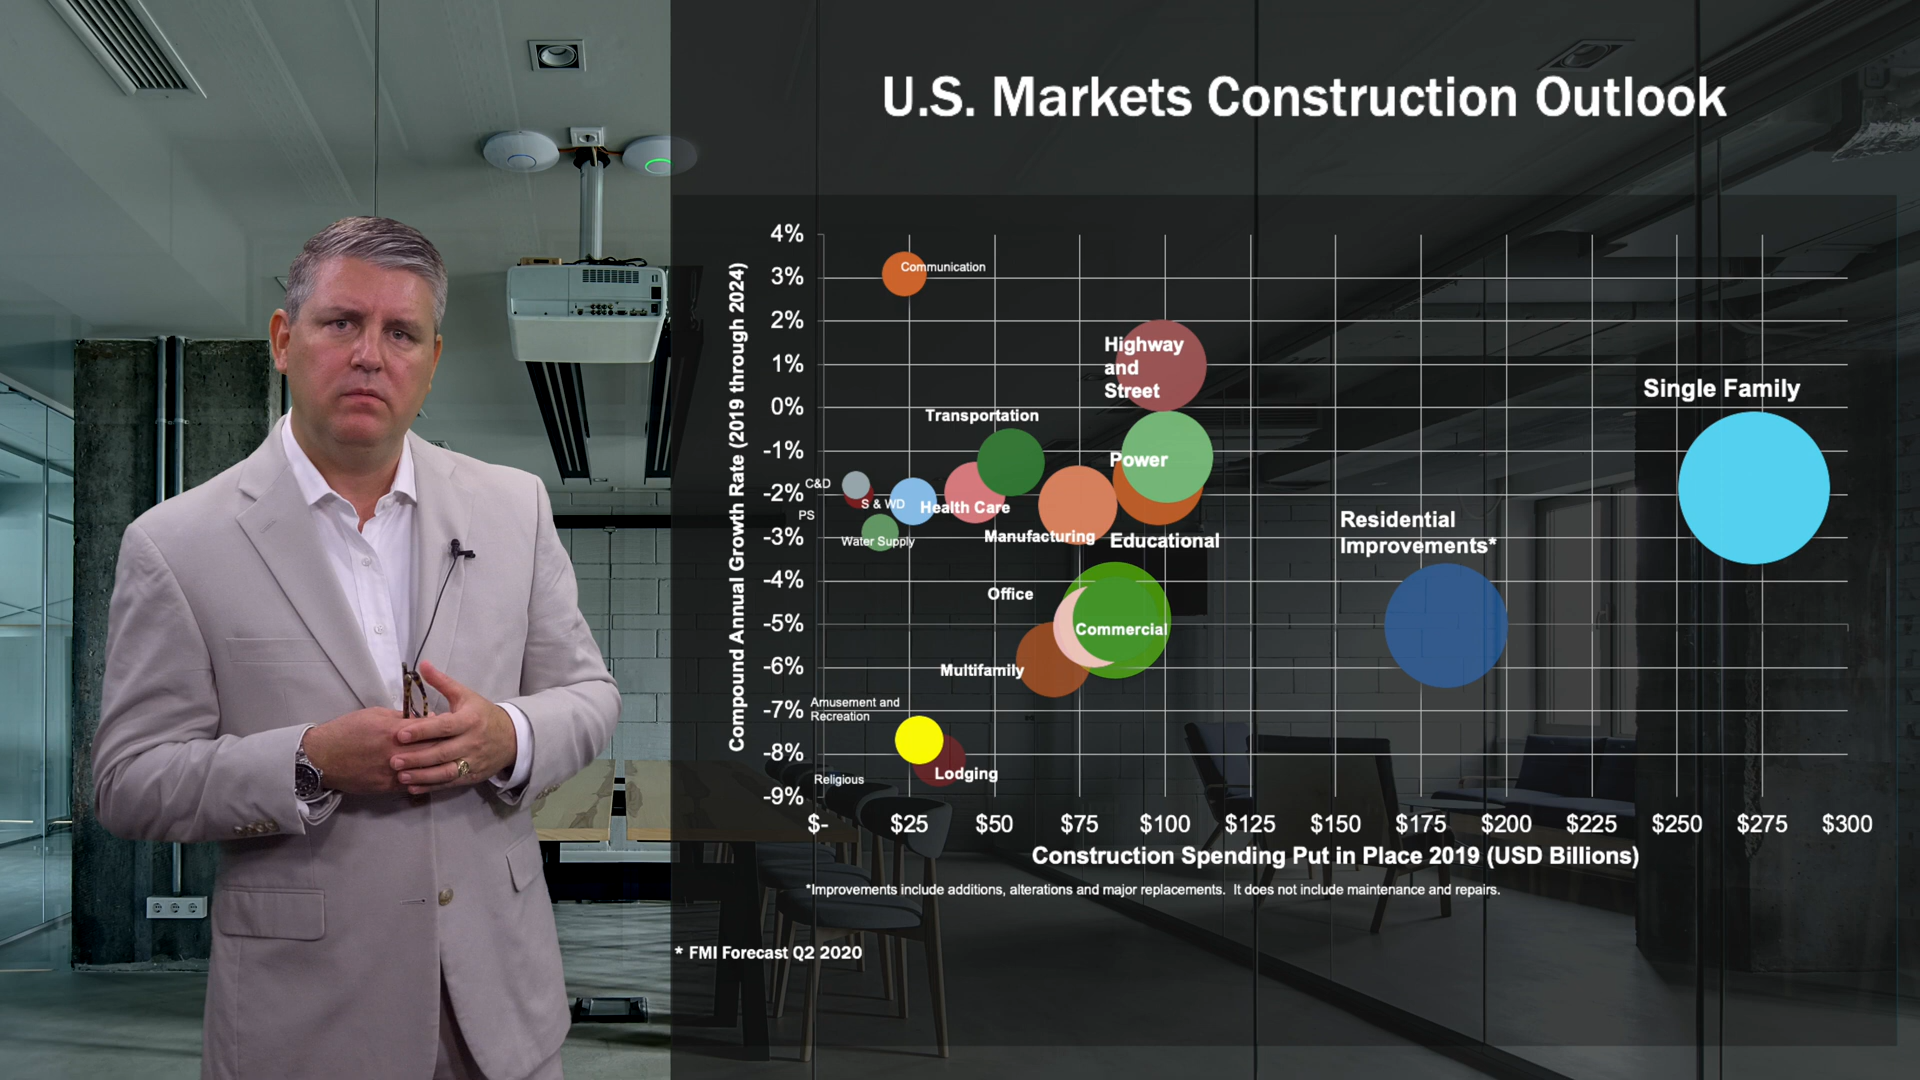 U.S. Markets Construction Outlook
4%
3%
2%
1%
0%
-1%
-2%
-3%
-4%
-5%
-6%
-7%
-8%
-9%
Compound Annual Growth Rate (2019 through 2024)
Communication
Highway
and
Street
Single Family
Transportation
Power
C&D
S & WD
Health Care
PS
Residential
Improvements*
Manufacturing
Educational
Water Supply
Office
Commercial
Multifamily
Amusement and
Recreation
Lodging
Religious
$- $25 $50 $75 $100 $125 $150 $175 $200 $225 $250 $275 $300
Construction Spending Put in Place 2019 (USD Billions)
*Improvements include additions, alterations and major replacements. It does not include maintenance and repairs.
* FMI Forecast Q2 2020